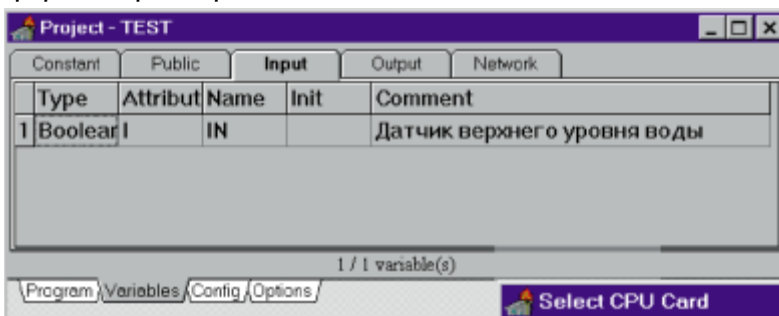 Project - TEST
Constant Public Input Output Network
Type Attribut Name Init Comment
1 Boolear I IN Датчик верхнего уровня воды
1 / 1 variable(s)
Program Variables Config Options
Select CPU Card